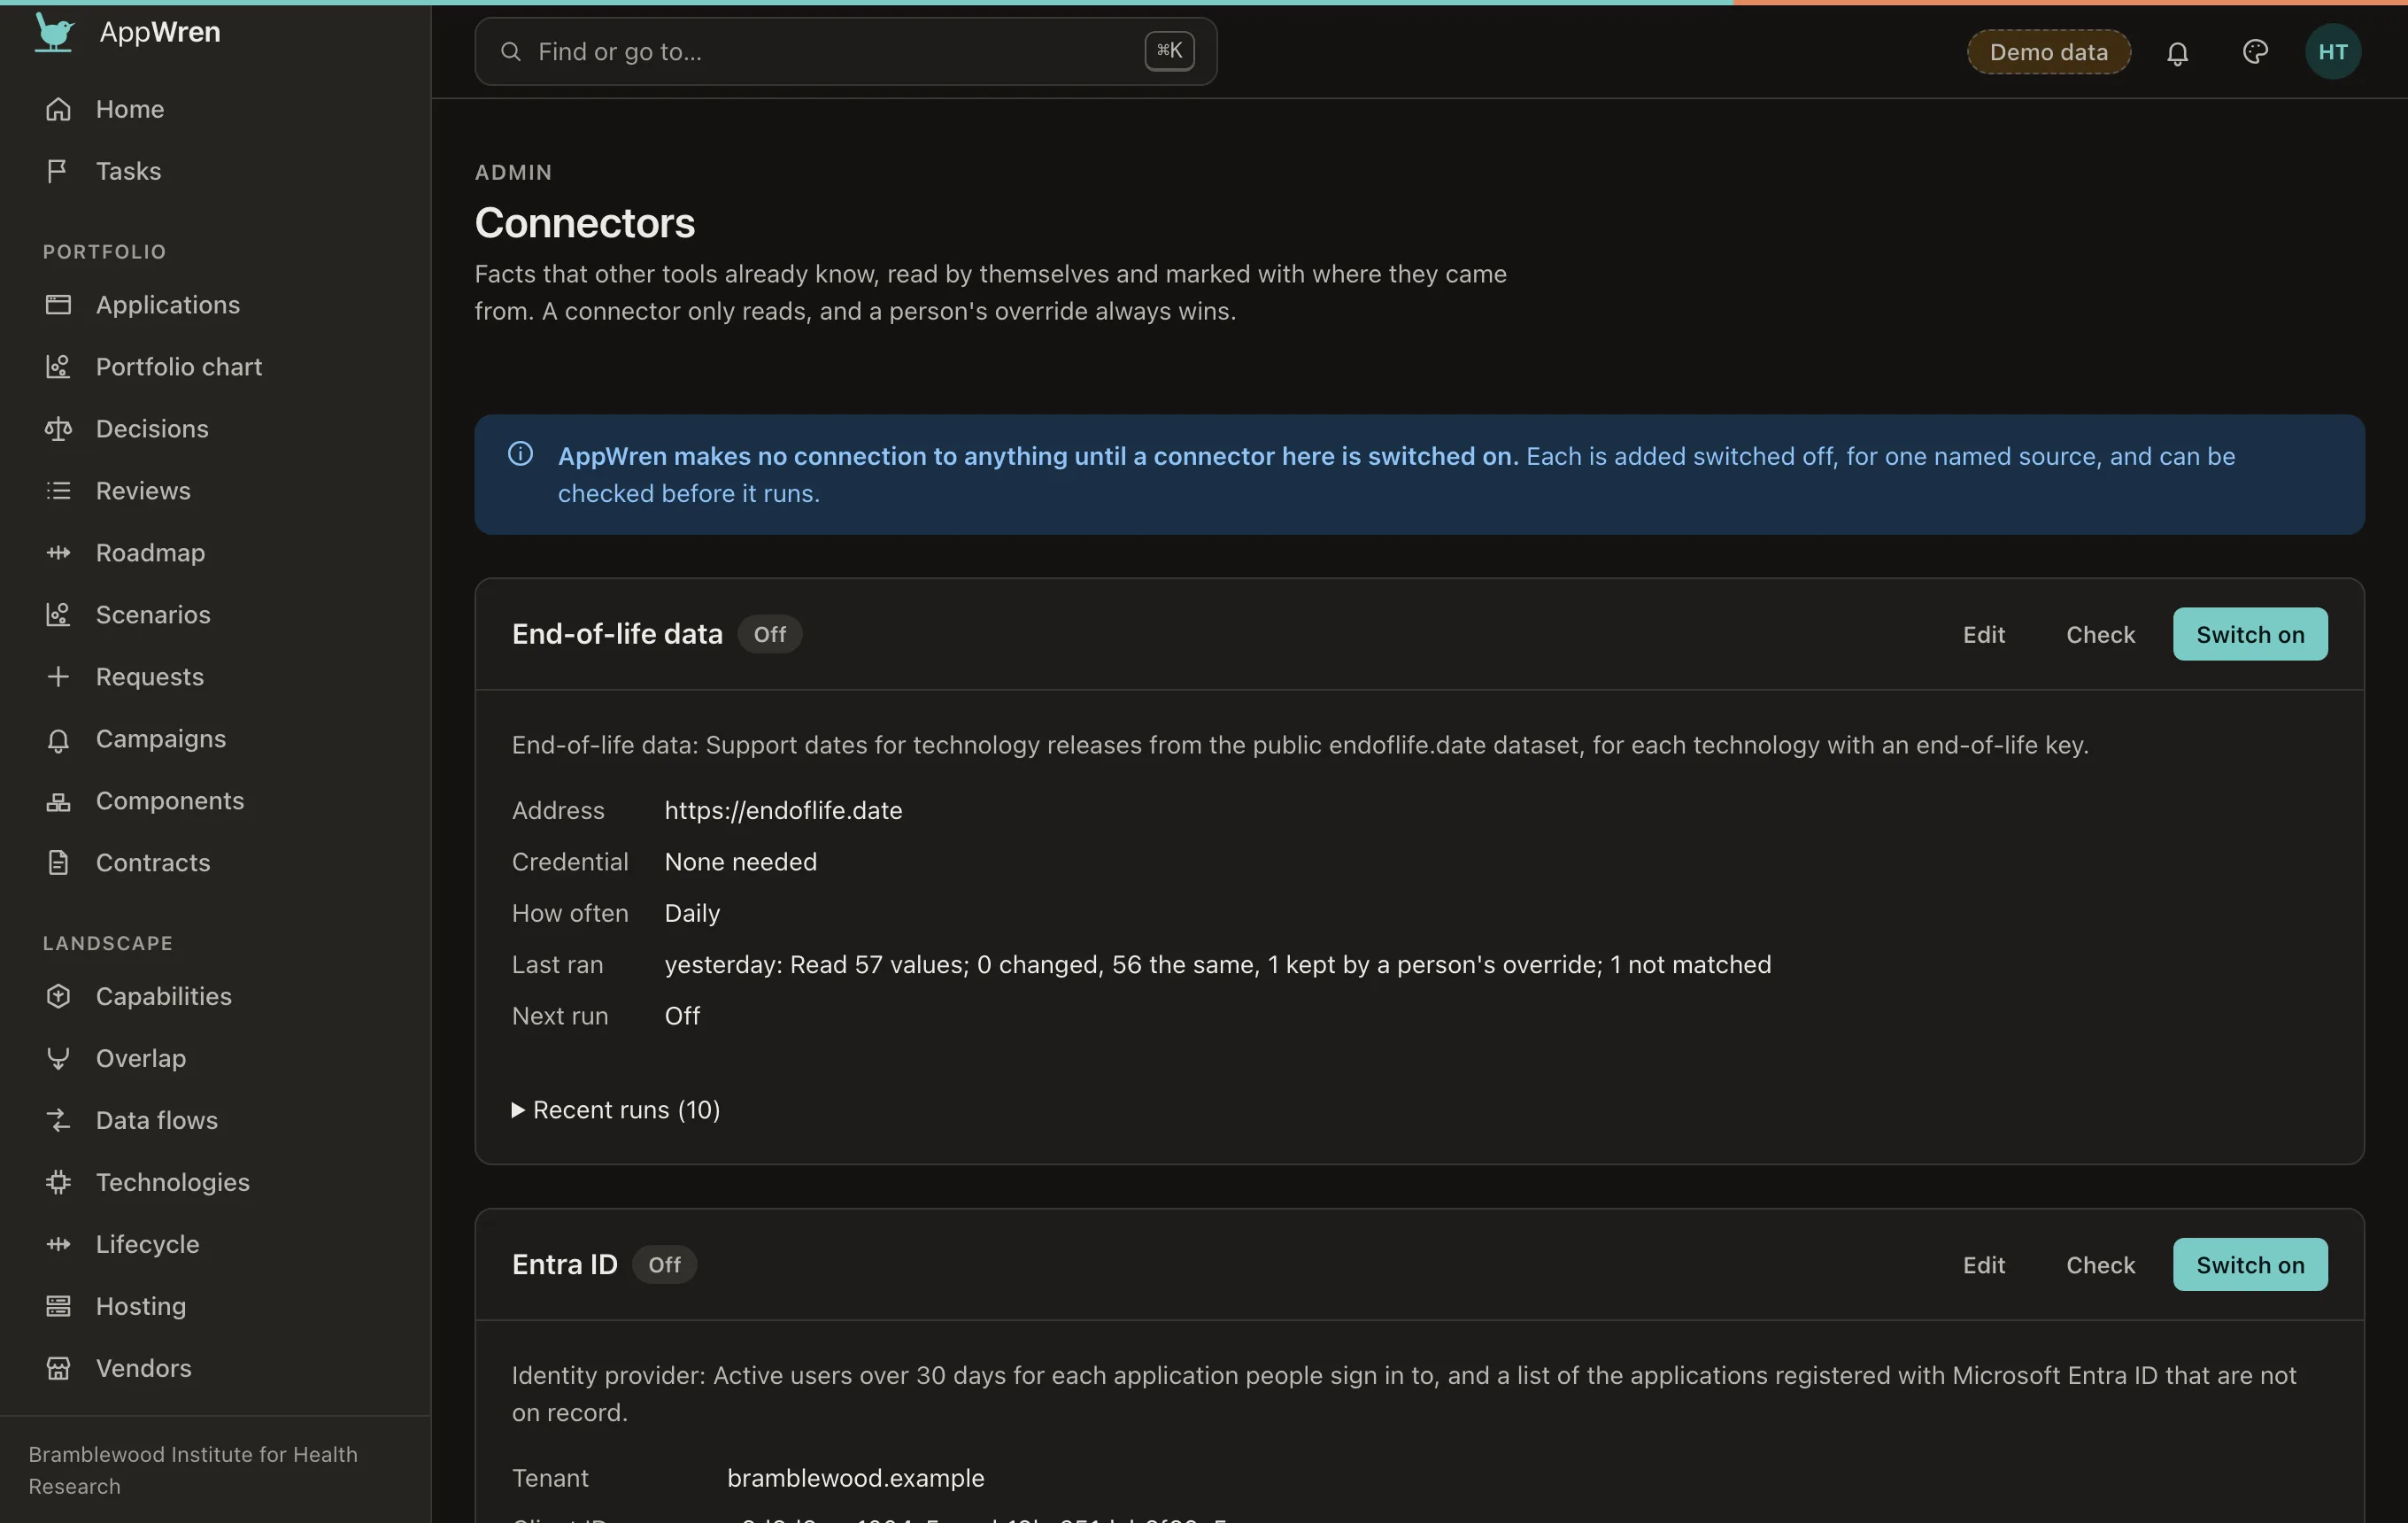 AppWren
Find or go to...
⌘K
Demo data
HT
Home
Tasks
PORTFOLIO
Applications
Portfolio chart
Decisions
Reviews
Roadmap
Scenarios
Requests
Campaigns
Components
Contracts
LANDSCAPE
Capabilities
Overlap
Data flows
Technologies
Lifecycle
Hosting
Vendors
Bramblewood Institute for Health
Research
ADMIN
Connectors
Facts that other tools already know, read by themselves and marked with where they came
from. A connector only reads, and a person's override always wins.
AppWren makes no connection to anything until a connector here is switched on. Each is added switched off, for one named source, and can be
checked before it runs.
End-of-life data Off Edit Check Switch on
End-of-life data: Support dates for technology releases from the public endoflife.date dataset, for each technology with an end-of-life key.
Address https://endoflife.date
Credential None needed
How often Daily
Last ran yesterday: Read 57 values; 0 changed, 56 the same, 1 kept by a person's override; 1 not matched
Next run Off
Recent runs (10)
Entra ID Off Edit Check Switch on
Identity provider: Active users over 30 days for each application people sign in to, and a list of the applications registered with Microsoft Entra ID that are not
on record.
Tenant bramblewood.example
Client ID